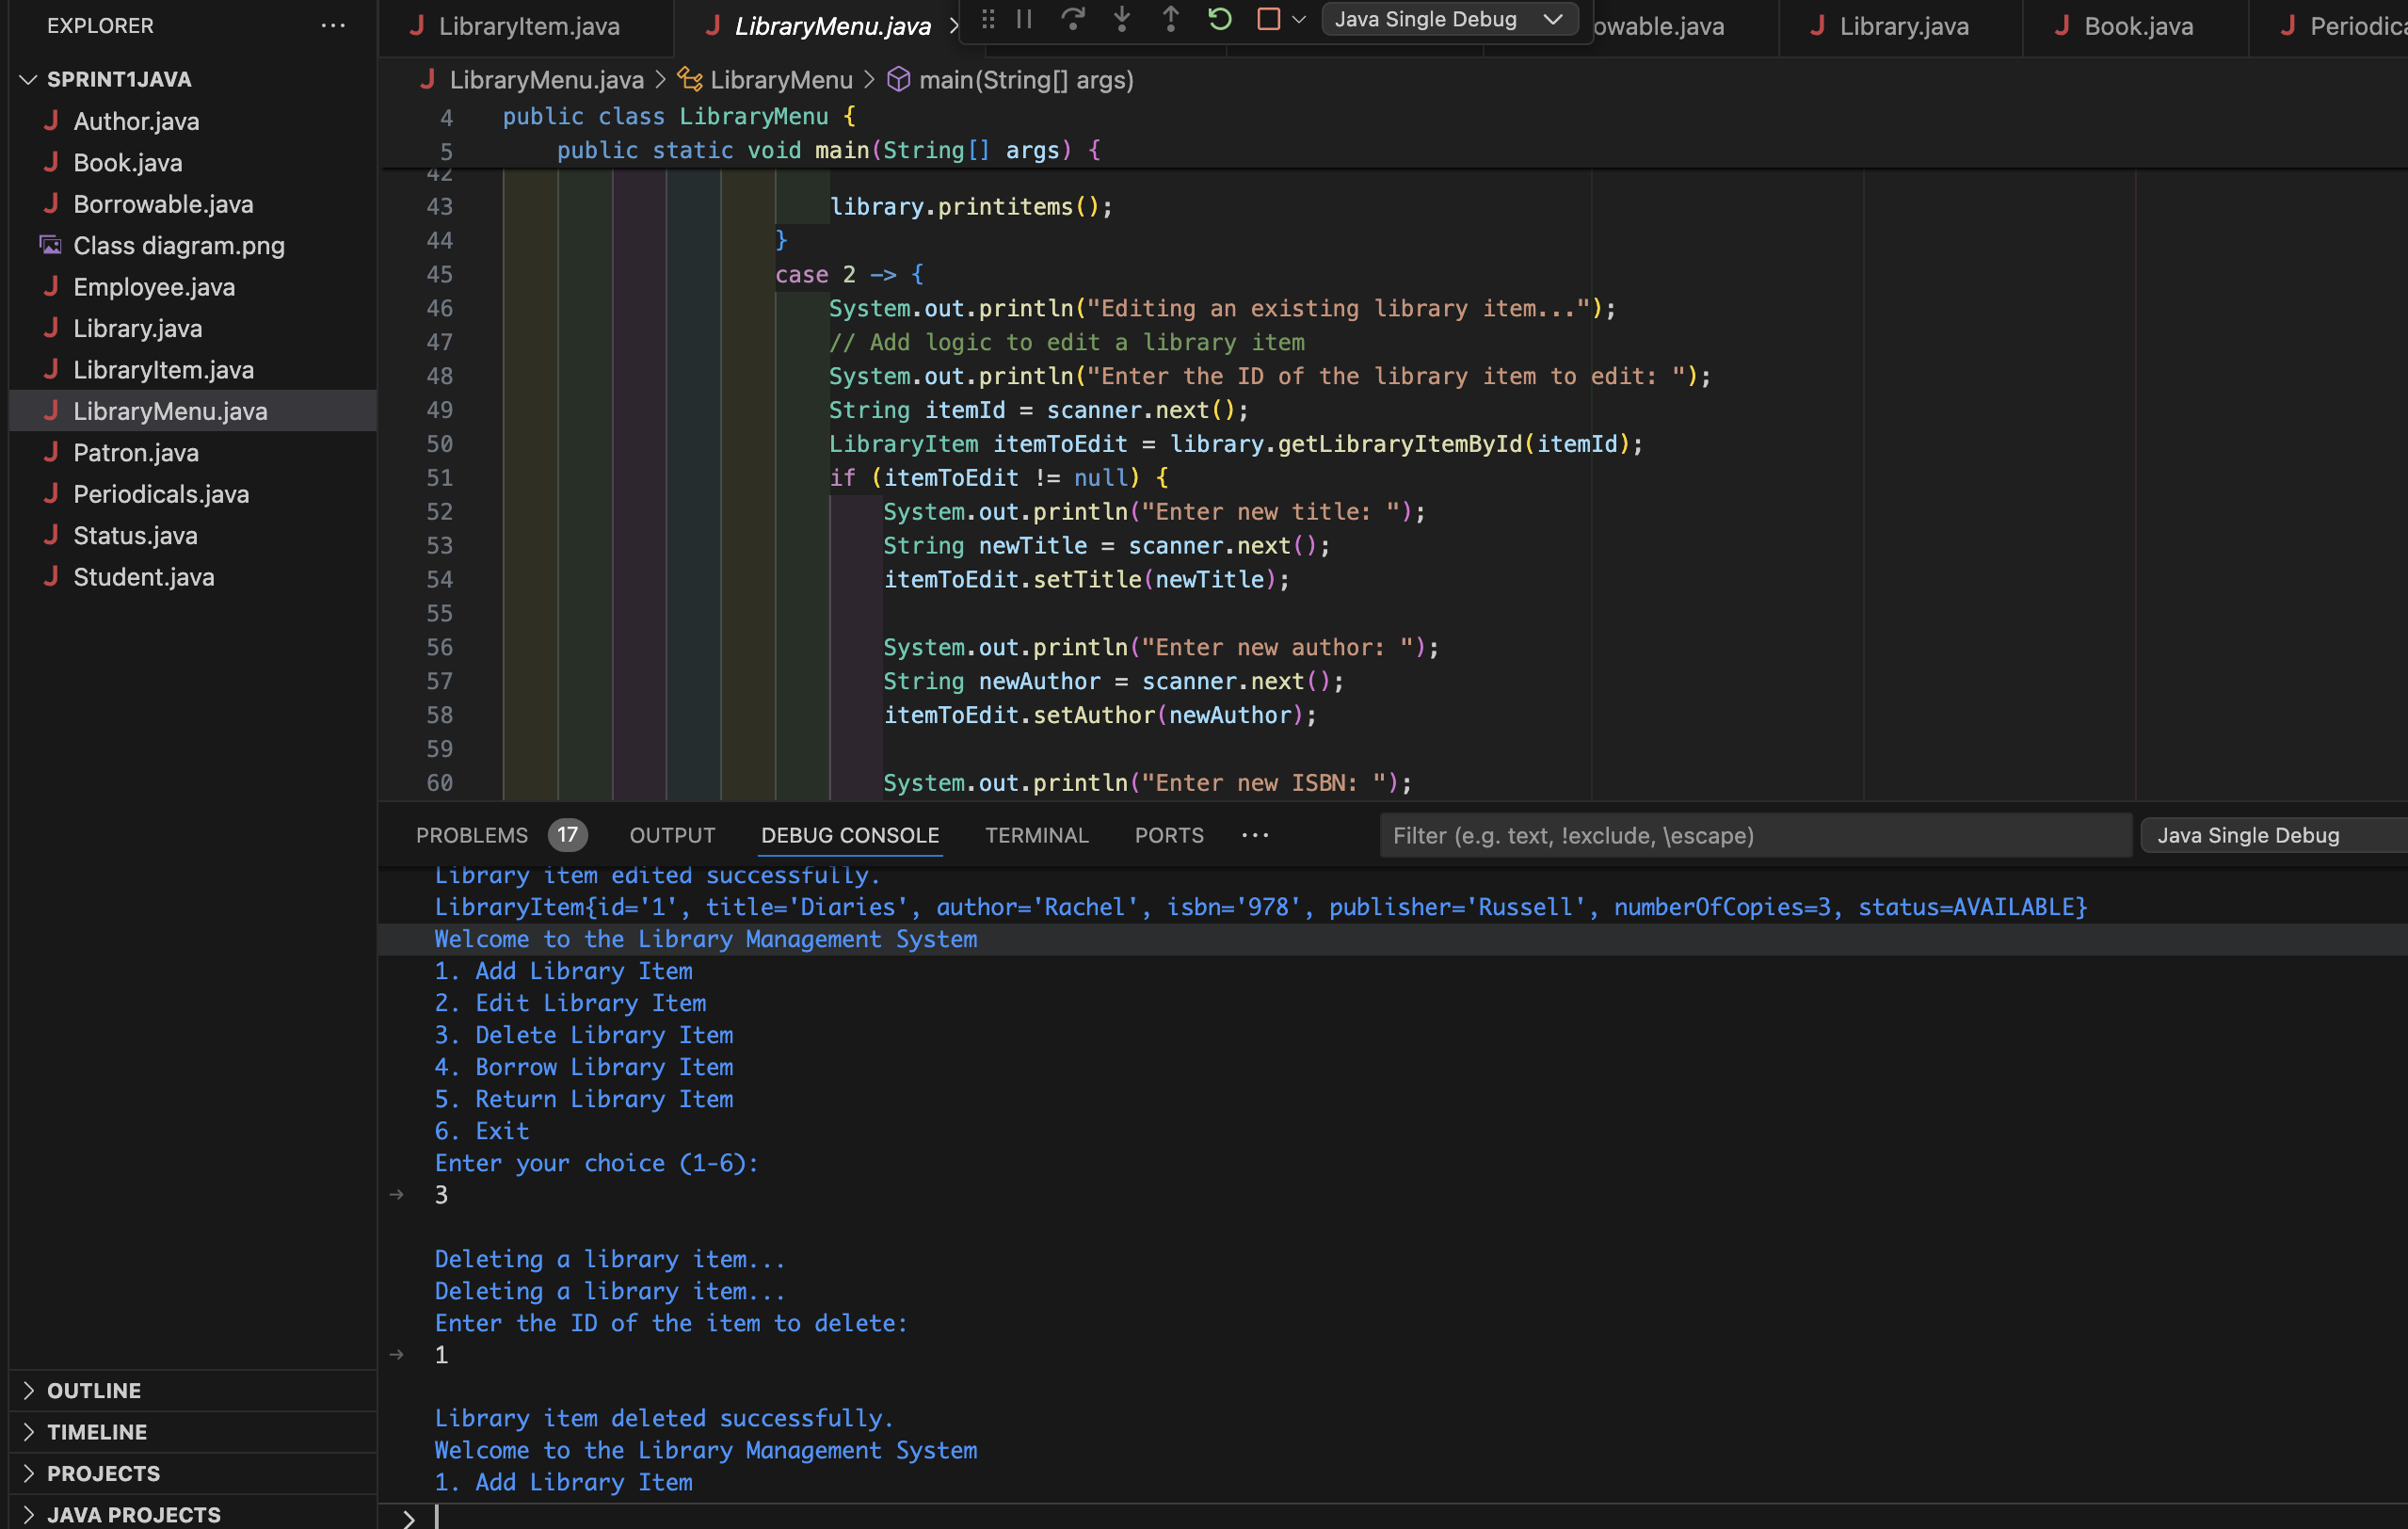 EXPLORER
SPRINT1JAVA
Author.java
Book.java
Borrowable.java
Class diagram.png
Employee.java
Library.java
LibraryItem.java
LibraryMenu.java
Patron.java
Periodicals.java
Status.java
Student.java
OUTLINE
TIMELINE
PROJECTS
JAVA PROJECTS
LibraryItem.java
LibraryMenu.java
Java Single Debug
owable.java
Library.java
Book.java
Periodica
LibraryMenu.java > LibraryMenu > main(String[] args)
4 public class LibraryMenu {
5 public static void main(String[] args) {
42
43 library.printitems();
44 }
45 case 2 -> {
46 System.out.println("Editing an existing library item...");
47 // Add logic to edit a library item
48 System.out.println("Enter the ID of the library item to edit: ");
49 String itemId = scanner.next();
50 LibraryItem itemToEdit = library.getLibraryItemById(itemId);
51 if (itemToEdit != null) {
52 System.out.println("Enter new title: ");
53 String newTitle = scanner.next();
54 itemToEdit.setTitle(newTitle);
55
56 System.out.println("Enter new author: ");
57 String newAuthor = scanner.next();
58 itemToEdit.setAuthor(newAuthor);
59
60 System.out.println("Enter new ISBN: ");
PROBLEMS 17 OUTPUT DEBUG CONSOLE TERMINAL PORTS ··· Filter (e.g. text, !exclude, \escape) Java Single Debug
Library item edited successfully.
LibraryItem{id='1', title='Diaries', author='Rachel', isbn='978', publisher='Russell', numberOfCopies=3, status=AVAILABLE}
Welcome to the Library Management System
1. Add Library Item
2. Edit Library Item
3. Delete Library Item
4. Borrow Library Item
5. Return Library Item
6. Exit
Enter your choice (1-6):
3
Deleting a library item...
Deleting a library item...
Enter the ID of the item to delete:
1
Library item deleted successfully.
Welcome to the Library Management System
1. Add Library Item